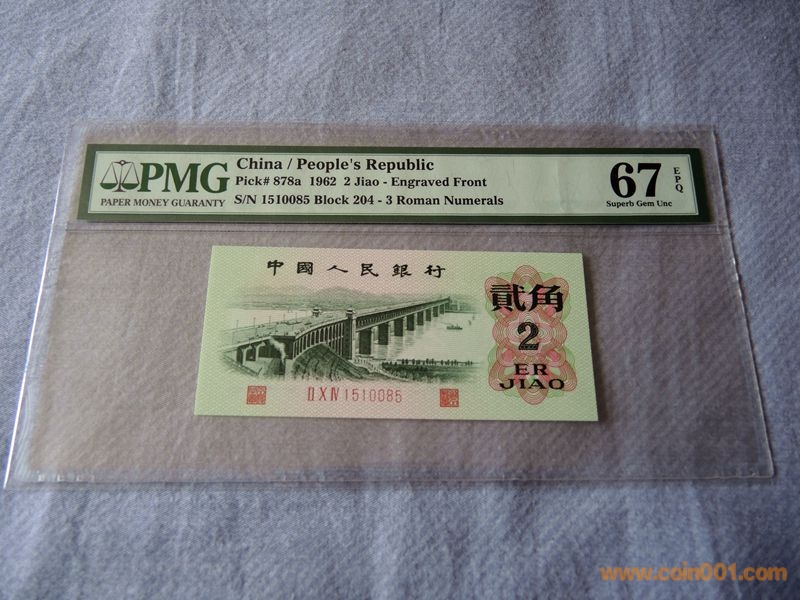 PMG
PAPER MONEY GUARANTY
China / People's Republic
Pick# 878a 1962 2 Jiao - Engraved Front
S/N 1510085 Block 204 - 3 Roman Numerals
67 EPQ
Superb Gem Unc
中國人民銀行
貳角
2
ER
JIAO
II X IV 1510085
www.coin001.com